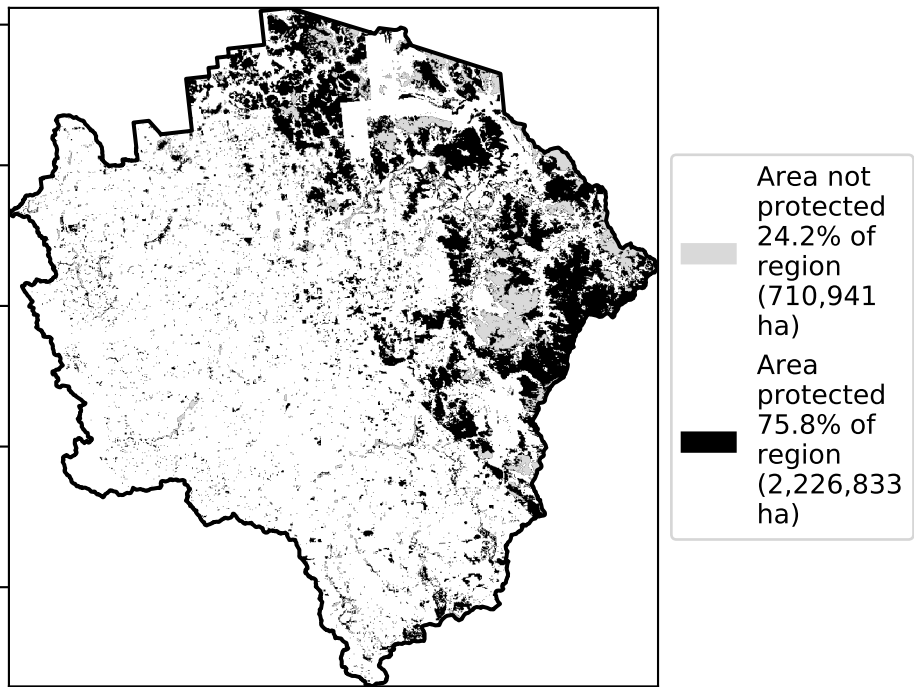 Area not
protected
24.2% of
region
(710,941
ha)
Area
protected
75.8% of
region
(2,226,833
ha)